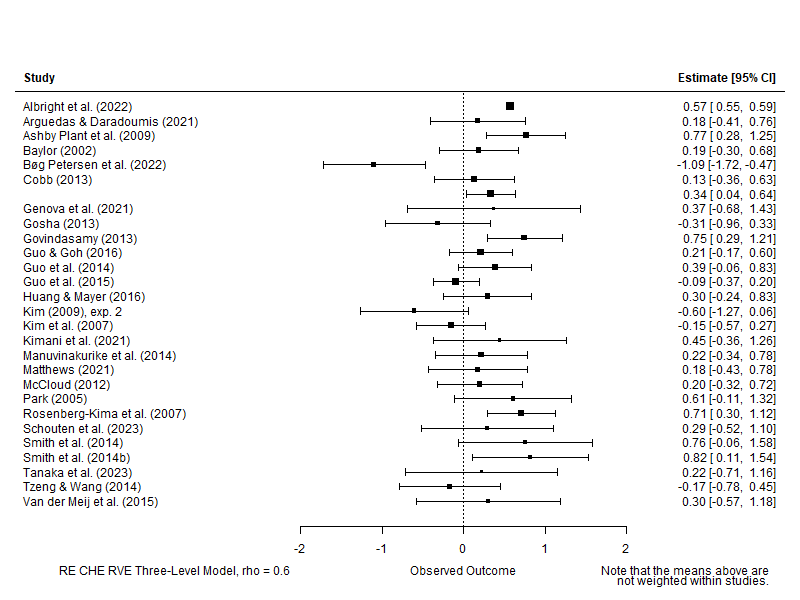 Study Estimate [95% CI]
Albright et al. (2022) 0.57 [ 0.55, 0.59]
Arguedas & Daradoumis (2021) 0.18 [-0.41, 0.76]
Ashby Plant et al. (2009) 0.77 [ 0.28, 1.25]
Baylor (2002) 0.19 [-0.30, 0.68]
Bøg Petersen et al. (2022) -1.09 [-1.72, -0.47]
Cobb (2013) 0.13 [-0.36, 0.63]
0.34 [ 0.04, 0.64]
Genova et al. (2021) 0.37 [-0.68, 1.43]
Gosha (2013) -0.31 [-0.96, 0.33]
Govindasamy (2013) 0.75 [ 0.29, 1.21]
Guo & Goh (2016) 0.21 [-0.17, 0.60]
Guo et al. (2014) 0.39 [-0.06, 0.83]
Guo et al. (2015) -0.09 [-0.37, 0.20]
Huang & Mayer (2016) 0.30 [-0.24, 0.83]
Kim (2009), exp. 2 -0.60 [-1.27, 0.06]
Kim et al. (2007) -0.15 [-0.57, 0.27]
Kimani et al. (2021) 0.45 [-0.36, 1.26]
Manuvinakurike et al. (2014) 0.22 [-0.34, 0.78]
Matthews (2021) 0.18 [-0.43, 0.78]
McCloud (2012) 0.20 [-0.32, 0.72]
Park (2005) 0.61 [-0.11, 1.32]
Rosenberg-Kima et al. (2007) 0.71 [ 0.30, 1.12]
Schouten et al. (2023) 0.29 [-0.52, 1.10]
Smith et al. (2014) 0.76 [-0.06, 1.58]
Smith et al. (2014b) 0.82 [ 0.11, 1.54]
Tanaka et al. (2023) 0.22 [-0.71, 1.16]
Tzeng & Wang (2014) -0.17 [-0.78, 0.45]
Van der Meij et al. (2015) 0.30 [-0.57, 1.18]
-2 -1 0 1 2
RE CHE RVE Three-Level Model, rho = 0.6 Observed Outcome Note that the means above are
not weighted within studies.